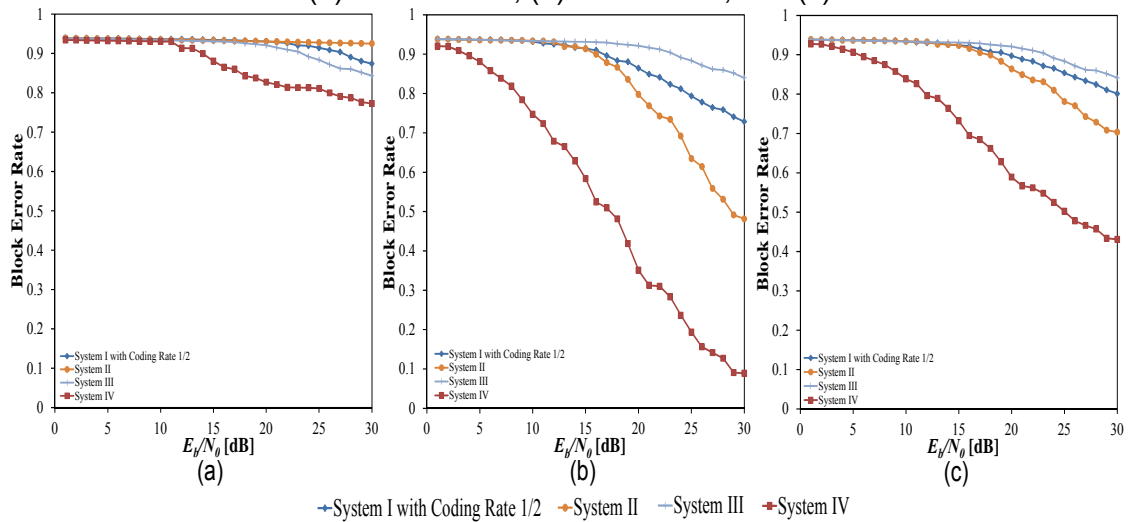 Block Error Rate
1
0.9
0.8
0.7
0.6
0.5
0.4
0.3
0.2
0.1
0
System I with Coding Rate 1/2
System II
System III
System IV
0 5 10 15 20 25 30
Eb/N0 [dB]
(a)
Block Error Rate
1
0.9
0.8
0.7
0.6
0.5
0.4
0.3
0.2
0.1
0
System I with Coding Rate 1/2
System II
System III
System IV
0 5 10 15 20 25 30
Eb/N0 [dB]
(b)
Block Error Rate
1
0.9
0.8
0.7
0.6
0.5
0.4
0.3
0.2
0.1
0
System I with Coding Rate 1/2
System II
System III
System IV
0 5 10 15 20 25 30
Eb/N0 [dB]
(c)
System I with Coding Rate 1/2 System II System III System IV